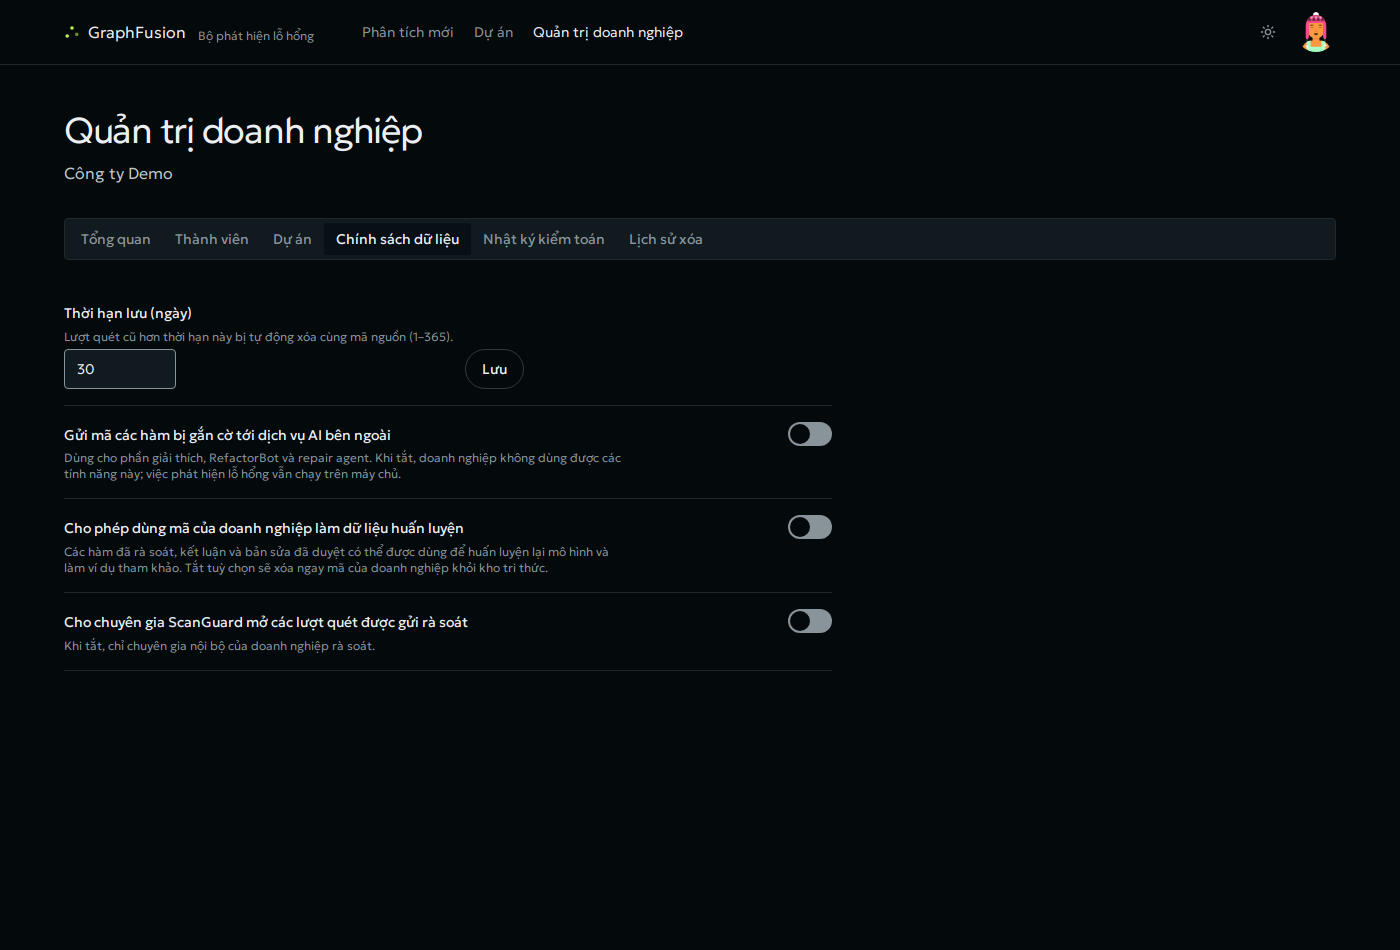 GraphFusion Bộ phát hiện lỗ hổng Phân tích mới Dự án Quản trị doanh nghiệp
Quản trị doanh nghiệp
Công ty Demo
Tổng quan Thành viên Dự án Chính sách dữ liệu Nhật ký kiểm toán Lịch sử xóa
Thời hạn lưu (ngày)
Lượt quét cũ hơn thời hạn này bị tự động xóa cùng mã nguồn (1–365).
30 Lưu
Gửi mã các hàm bị gắn cờ tới dịch vụ AI bên ngoài
Dùng cho phần giải thích, RefactorBot và repair agent. Khi tắt, doanh nghiệp không dùng được các
tính năng này; việc phát hiện lỗ hổng vẫn chạy trên máy chủ.
Cho phép dùng mã của doanh nghiệp làm dữ liệu huấn luyện
Các hàm đã rà soát, kết luận và bản sửa đã duyệt có thể được dùng để huấn luyện lại mô hình và
làm ví dụ tham khảo. Tắt tuỳ chọn sẽ xóa ngay mã của doanh nghiệp khỏi kho tri thức.
Cho chuyên gia ScanGuard mở các lượt quét được gửi rà soát
Khi tắt, chỉ chuyên gia nội bộ của doanh nghiệp rà soát.